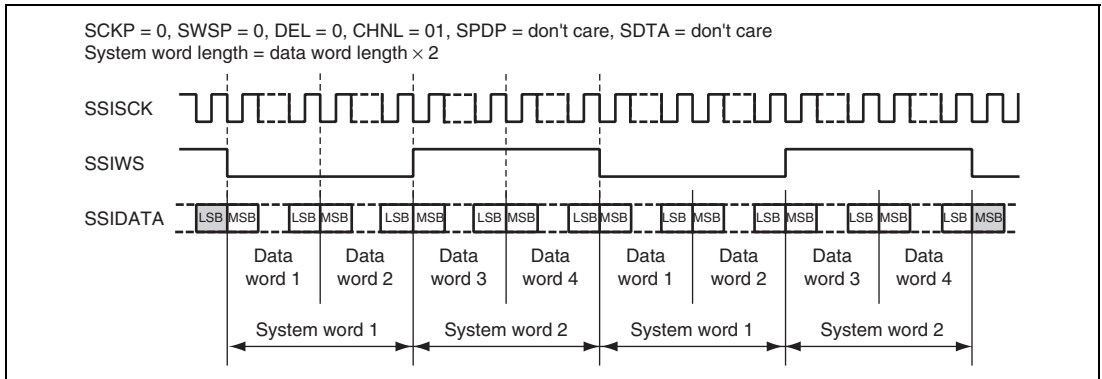 SCKP = 0, SWSP = 0, DEL = 0, CHNL = 01, SPDP = don't care, SDTA = don't care
System word length = data word length × 2
SSISCK
SSIWS
SSIDATA
LSB MSB LSB MSB LSB MSB LSB MSB LSB MSB LSB MSB LSB MSB LSB MSB LSB MSB
Data word 1
Data word 2
Data word 3
Data word 4
Data word 1
Data word 2
Data word 3
Data word 4
System word 1 System word 2 System word 1 System word 2